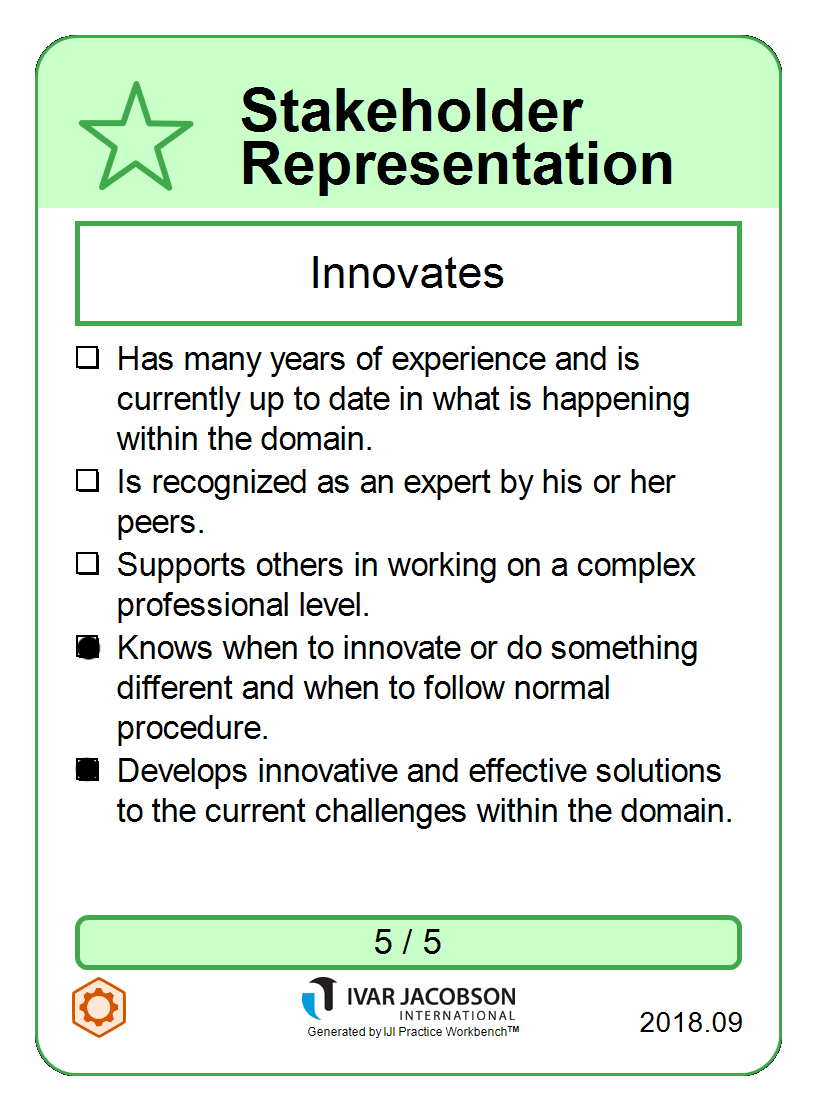 Stakeholder
Representation
Innovates
Has many years of experience and is
currently up to date in what is happening
within the domain.
Is recognized as an expert by his or her
peers.
Supports others in working on a complex
professional level.
Knows when to innovate or do something
different and when to follow normal
procedure.
Develops innovative and effective solutions
to the current challenges within the domain.
5 / 5
IVAR JACOBSON
INTERNATIONAL
Generated by IJI Practice Workbench™
2018.09